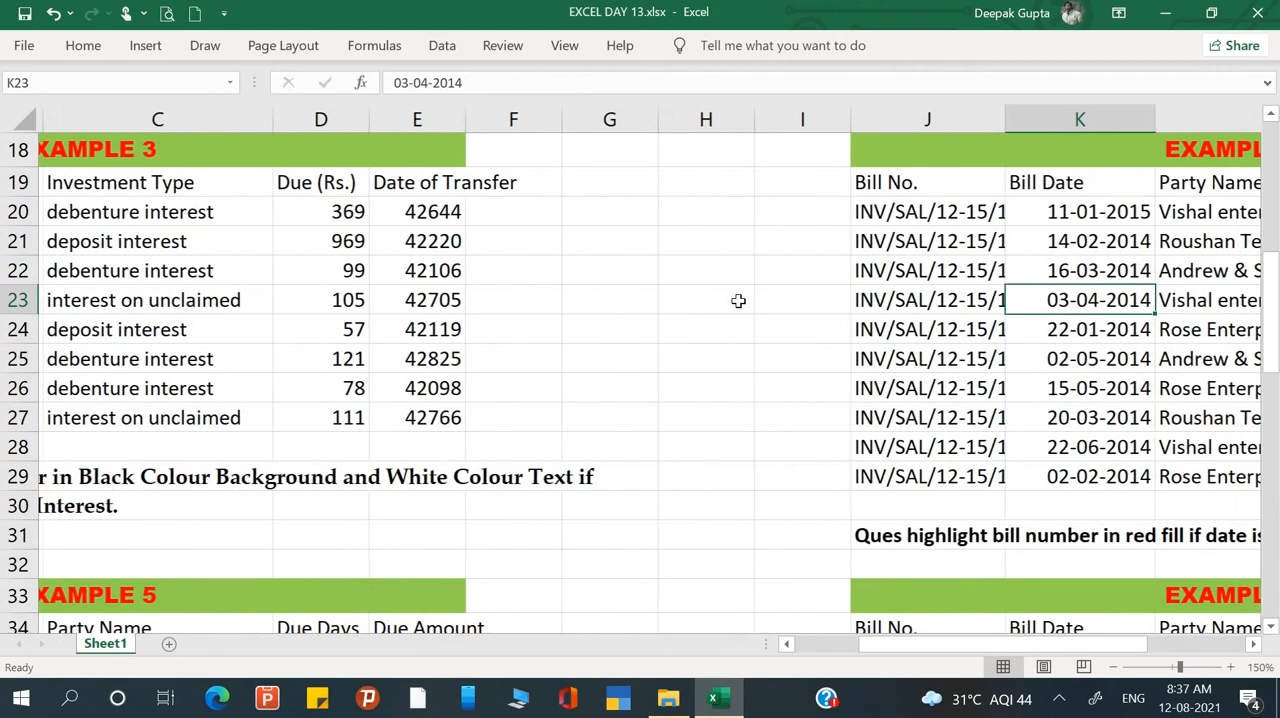 EXCEL DAY 13.xlsx - Excel
Deepak Gupta
File Home Insert Draw Page Layout Formulas Data Review View Help Tell me what you want to do Share
K23 fx 03-04-2014
C D E F G H I J K
18 XAMPLE 3 EXAMPL
19 Investment Type Due (Rs.) Date of Transfer Bill No. Bill Date Party Name
20 debenture interest 369 42644 INV/SAL/12-15/1 11-01-2015 Vishal enter
21 deposit interest 969 42220 INV/SAL/12-15/1 14-02-2014 Roushan Te
22 debenture interest 99 42106 INV/SAL/12-15/1 16-03-2014 Andrew & S
23 interest on unclaimed 105 42705 INV/SAL/12-15/1 03-04-2014 Vishal enter
24 deposit interest 57 42119 INV/SAL/12-15/1 22-01-2014 Rose Enterp
25 debenture interest 121 42825 INV/SAL/12-15/1 02-05-2014 Andrew & S
26 debenture interest 78 42098 INV/SAL/12-15/1 15-05-2014 Rose Enterp
27 interest on unclaimed 111 42766 INV/SAL/12-15/1 20-03-2014 Roushan Te
28 INV/SAL/12-15/1 22-06-2014 Vishal enter
29 r in Black Colour Background and White Colour Text if INV/SAL/12-15/1 02-02-2014 Rose Enterp
30 Interest.
31 Ques highlight bill number in red fill if date is
32
33 XAMPLE 5 EXAMPL
34 Party Name Due Days Due Amount Bill No. Bill Date Party Name
Sheet1
Ready 150%
31°C AQI 44 ENG 8:37 AM
12-08-2021 4